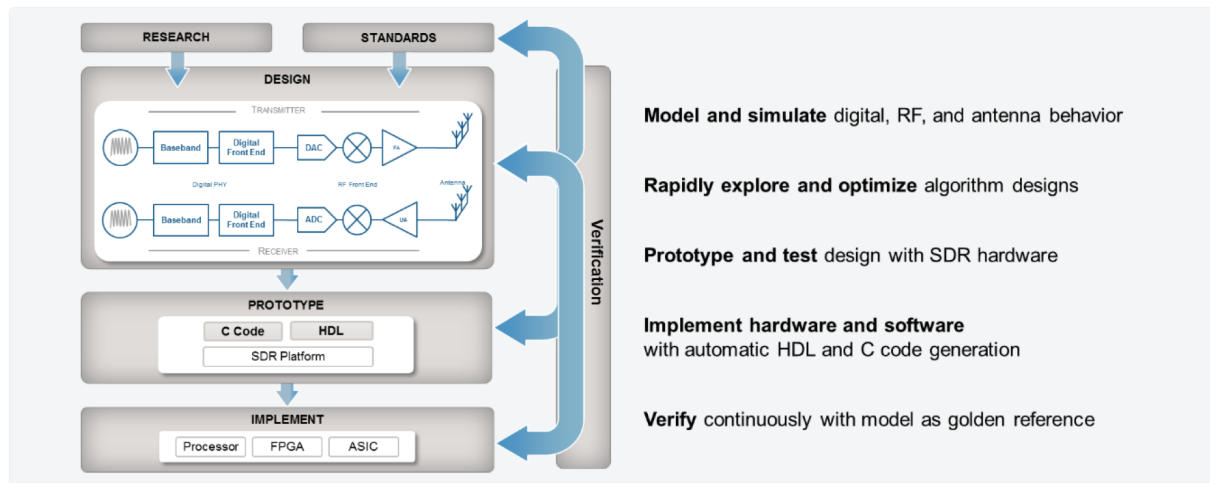 RESEARCH
STANDARDS
DESIGN
TRANSMITTER
Baseband
Digital
Front End
DAC
PA
Digital PHY
RF Front End
Antenna
Baseband
Digital
Front End
ADC
LNA
RECEIVER
PROTOTYPE
C Code
HDL
SDR Platform
IMPLEMENT
Processor
FPGA
ASIC
Verification
Model and simulate digital, RF, and antenna behavior
Rapidly explore and optimize algorithm designs
Prototype and test design with SDR hardware
Implement hardware and software
with automatic HDL and C code generation
Verify continuously with model as golden reference